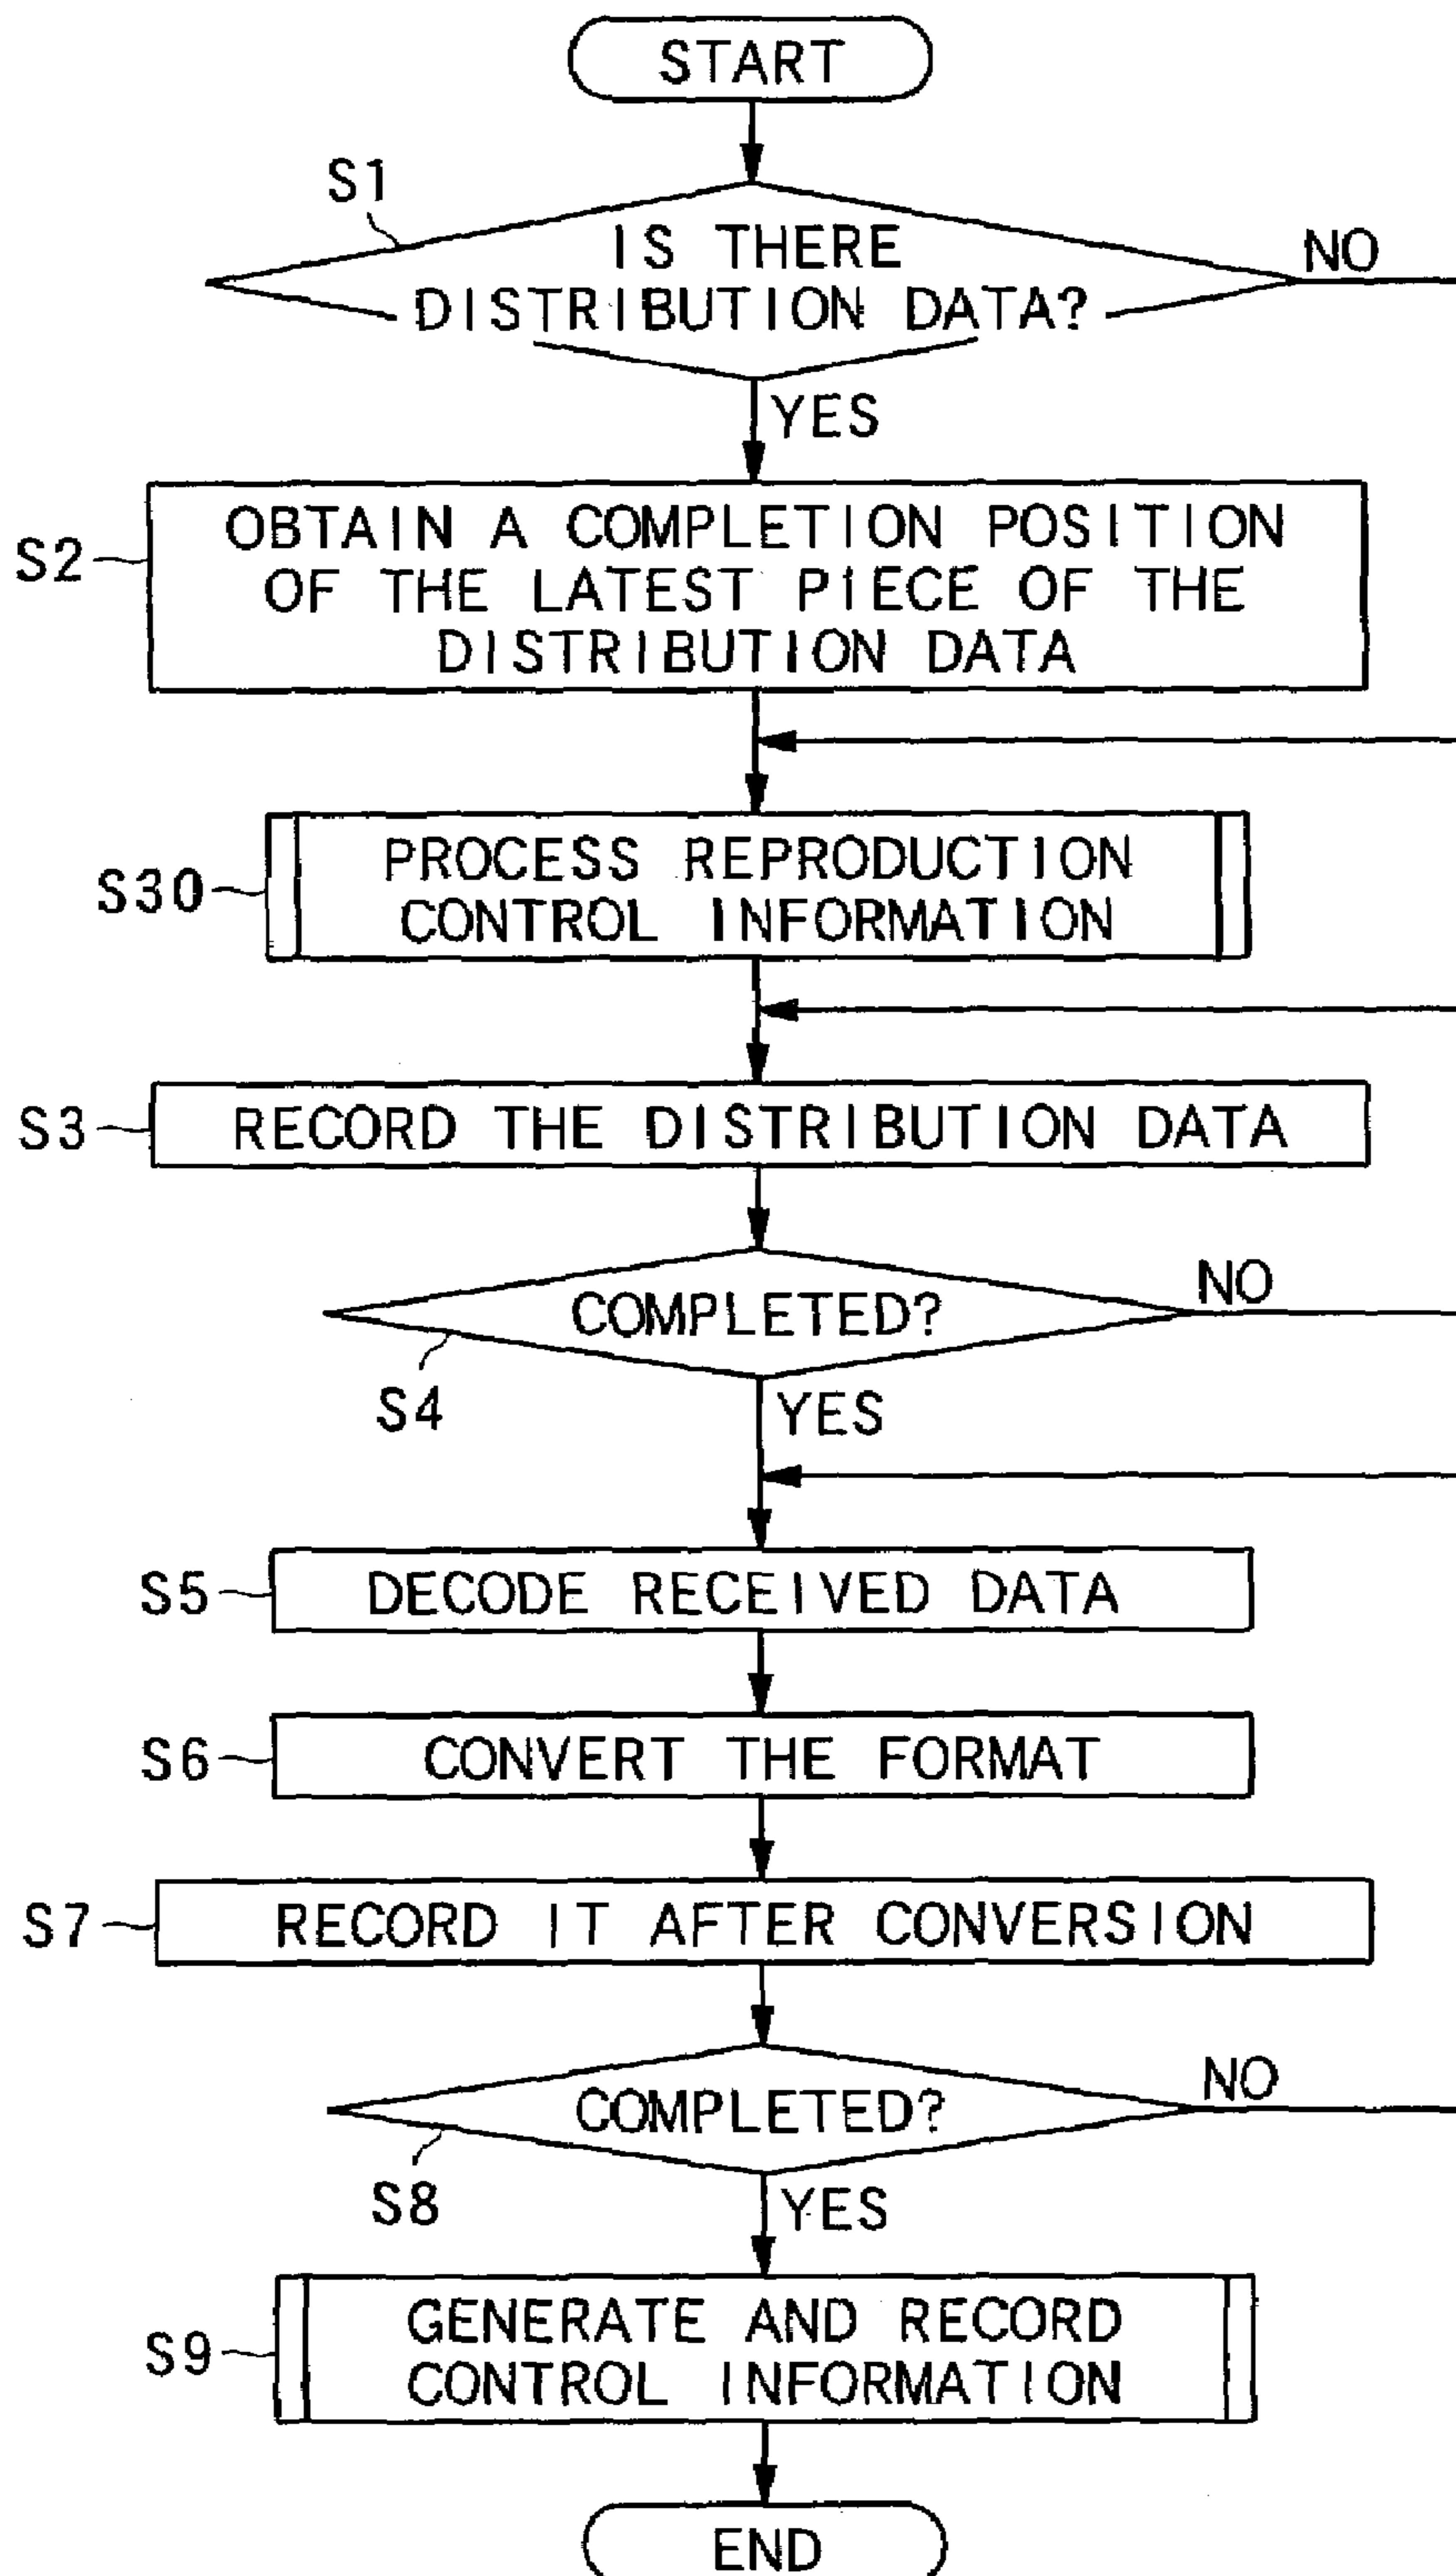 START
S1
IS THERE
DISTRIBUTION DATA?
NO
YES
S2
OBTAIN A COMPLETION POSITION
OF THE LATEST PIECE OF THE
DISTRIBUTION DATA
S30
PROCESS REPRODUCTION
CONTROL INFORMATION
S3
RECORD THE DISTRIBUTION DATA
COMPLETED?
NO
S4
YES
S5
DECODE RECEIVED DATA
S6
CONVERT THE FORMAT
S7
RECORD IT AFTER CONVERSION
COMPLETED?
NO
S8
YES
S9
GENERATE AND RECORD
CONTROL INFORMATION
END